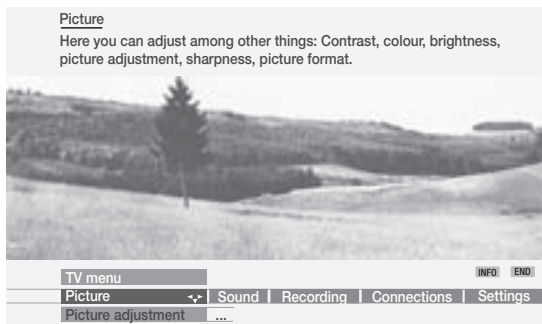 Picture
Here you can adjust among other things: Contrast, colour, brightness,
picture adjustment, sharpness, picture format.
TV menu
INFO END
Picture Sound Recording Connections Settings
Picture adjustment ...